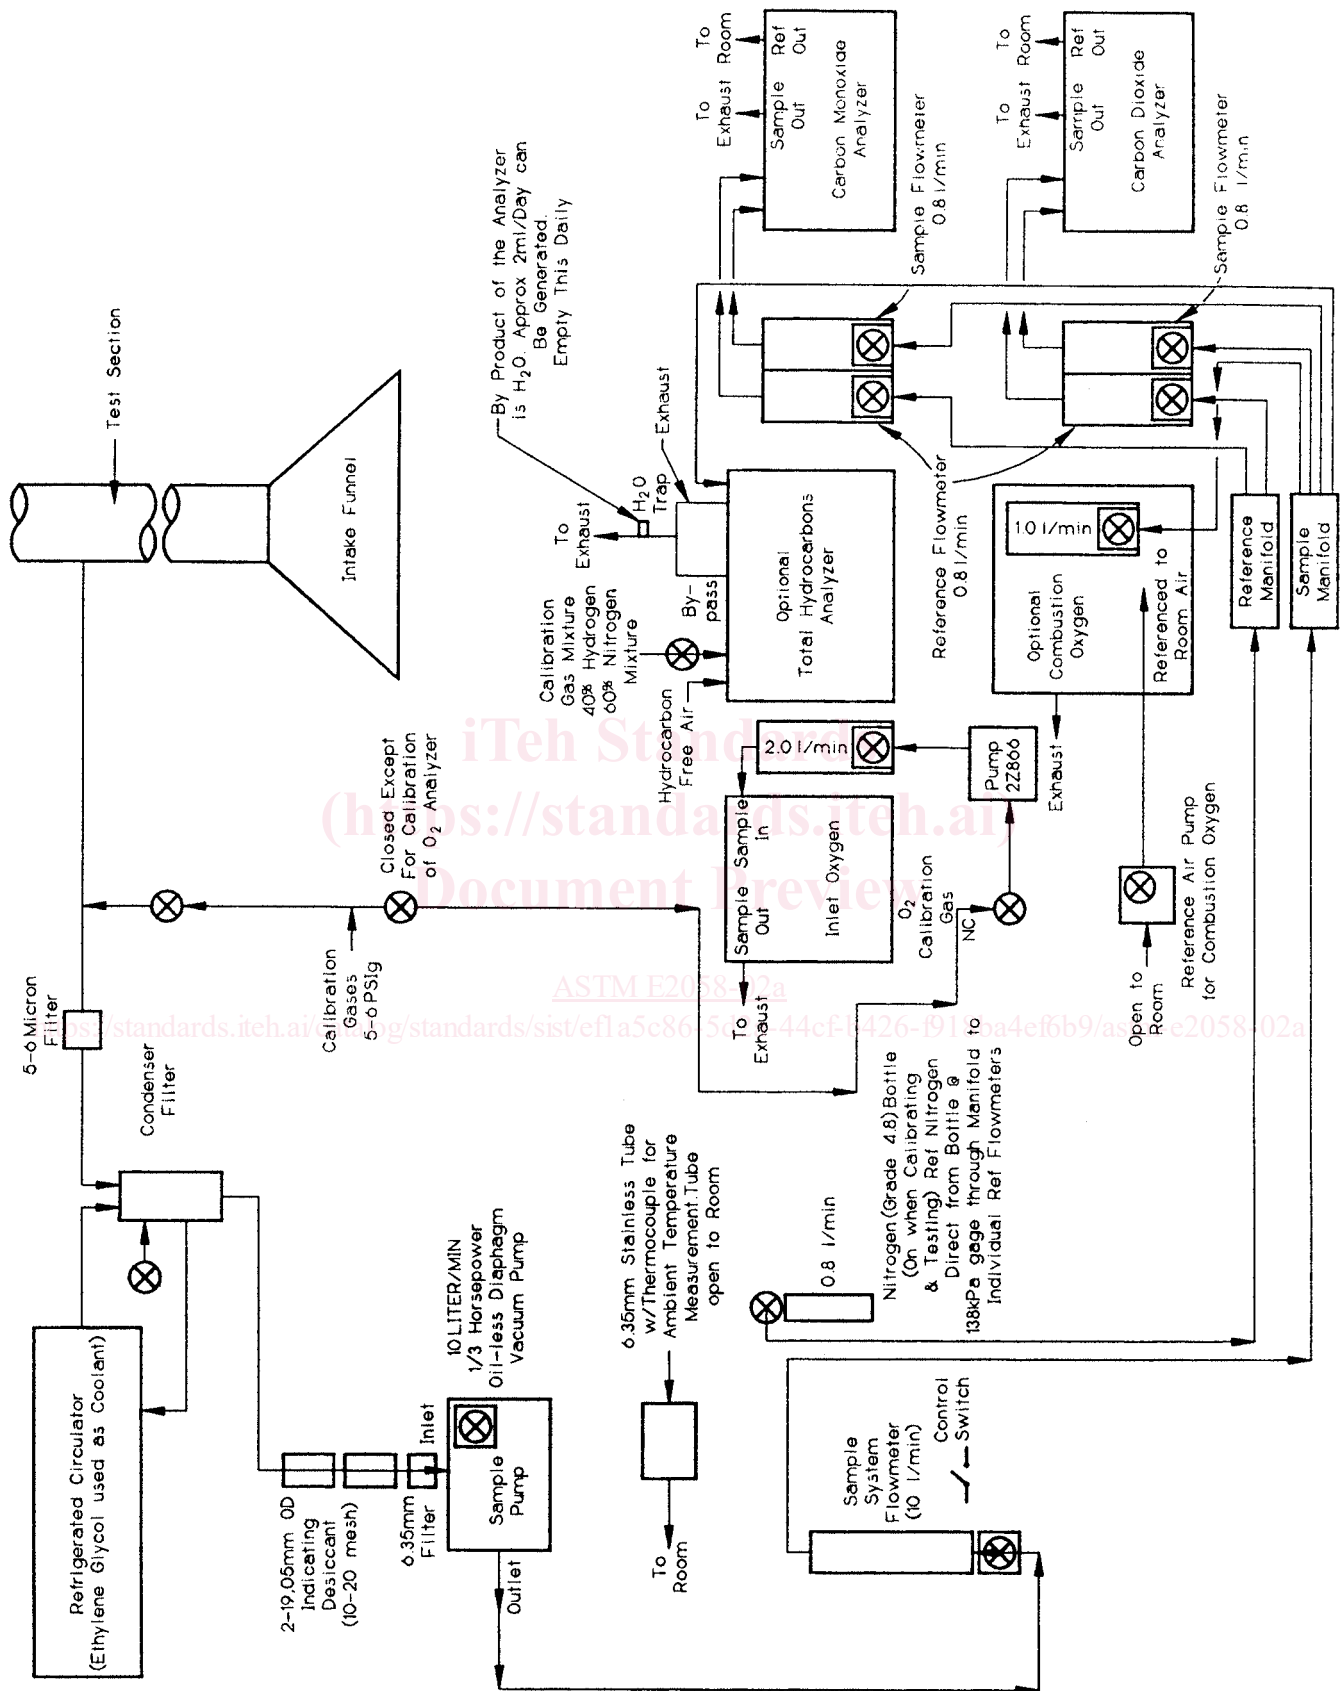 Refrigerated Circulator
(Ethylene Glycol used as Coolant)
5-6 Micron
Filter
Condenser
Filter
Test Section
Intake Funnel
Calibration
Gases
5-6 PSIg
Closed Except
For Calibration
of O₂ Analyzer
2-19.05mm OD
Indicating
Desiccant
(10-20 mesh)
6.35mm
Filter
Inlet
10 LITER/MIN
1/3 Horsepower
Oil-less Diaphagm
Vacuum Pump
Sample
Pump
Outlet
6.35mm Stainless Tube
w/Thermocouple for
Ambient Temperature
Measurement.Tube
open to Room
To
Room
To
Exhaust
Sample
Out
Sample
In
Inlet Oxygen
2.0 l/min
O₂
Calibration
Gas
NC
Pump
2Z866
Hydrocarbon
Free Air
Calibration
Gas Mixture
40% Hydrogen
60% Nitrogen
Mixture
By-
pass
To
Exhaust
H₂O
Trap
Exhaust
By Product of the Analyzer
is H₂O. Approx 2ml/Day can
Be Generated.
Empty This Daily
Optional
Total Hydrocarbons
Analyzer
To
Exhaust
To
Room
Sample
Out
Ref
Out
Carbon Monoxide
Analyzer
Sample Flowmeter
0.8 l/min
Reference Flowmeter
0.8 l/min
To
Exhaust
To
Room
Sample
Out
Ref
Out
Carbon Dioxide
Analyzer
Sample Flowmeter
0.8 l/min
Exhaust
Optional
Combustion
Oxygen
1.0 l/min
Referenced to
Room Air
Open to
Room
Reference Air Pump
for Combustion Oxygen
Reference
Manifold
Sample
Manifold
0.8 l/min
Nitrogen (Grade 4.8) Bottle
(On when Calibrating
& Testing) Ref Nitrogen
Direct from Bottle @
138kPa gage through Manifold to
Individual Ref Flowmeters
Sample
System
Flowmeter
(10 l/min)
Control
Switch
iTeh Standards
(https://standards.iteh.ai)
Document Preview
ASTM E2058-02a